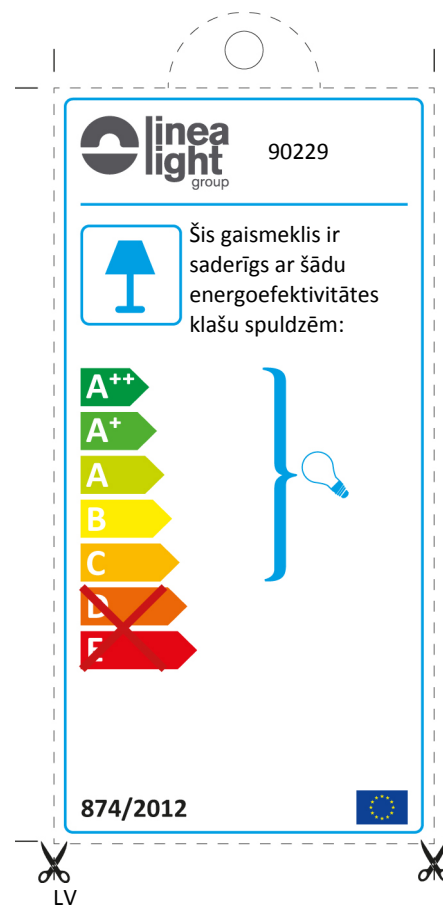 linea
light
group
90229
Šis gaismeklis ir
saderīgs ar šādu
energoefektivitātes
klašu spuldzēm:
A++
A+
A
B
C
D
E
874/2012
LV